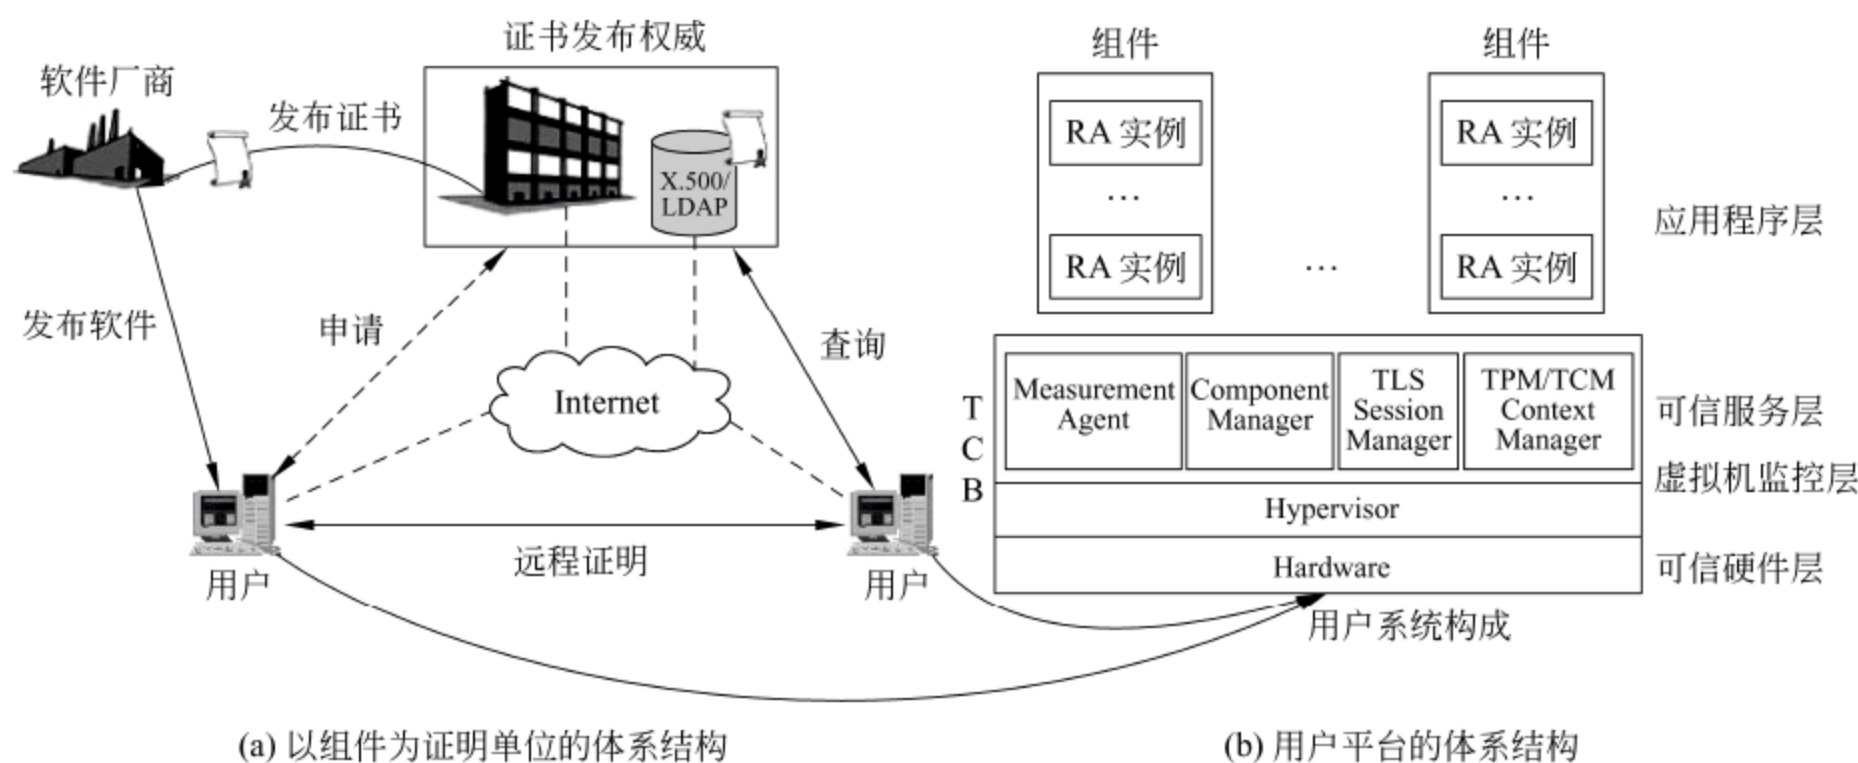 证书发布权威
软件厂商
发布证书
X.500/
LDAP
发布软件
申请
查询
Internet
远程证明
用户
用户
(a) 以组件为证明单位的体系结构
组件
组件
RA 实例
RA 实例
…
…
RA 实例
…
RA 实例
应用程序层
T
C
B
Measurement
Agent
Component
Manager
TLS
Session
Manager
TPM/TCM
Context
Manager
可信服务层
虚拟机监控层
Hypervisor
Hardware
可信硬件层
用户系统构成
(b) 用户平台的体系结构